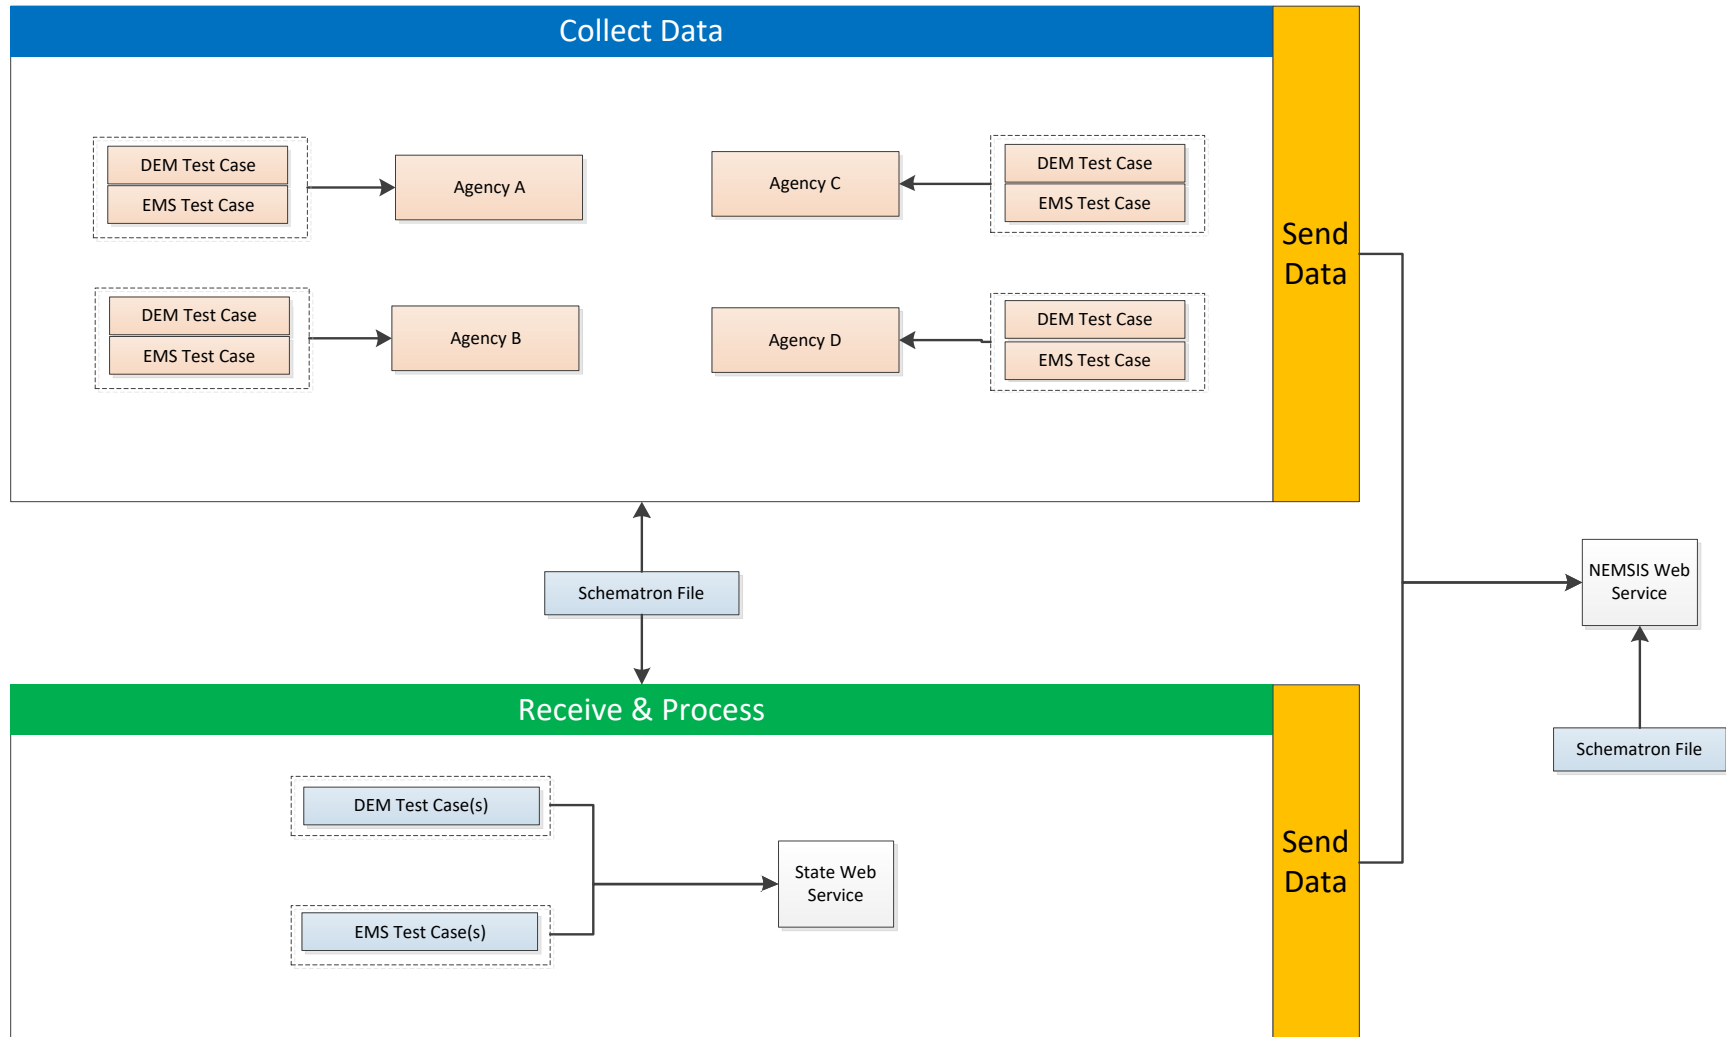 Collect Data
Send
Data
DEM Test Case
EMS Test Case
Agency A
Agency C
DEM Test Case
EMS Test Case
DEM Test Case
EMS Test Case
Agency B
Agency D
DEM Test Case
EMS Test Case
Schematron File
NEMSIS Web
Service
Schematron File
Receive & Process
Send
Data
DEM Test Case(s)
EMS Test Case(s)
State Web
Service